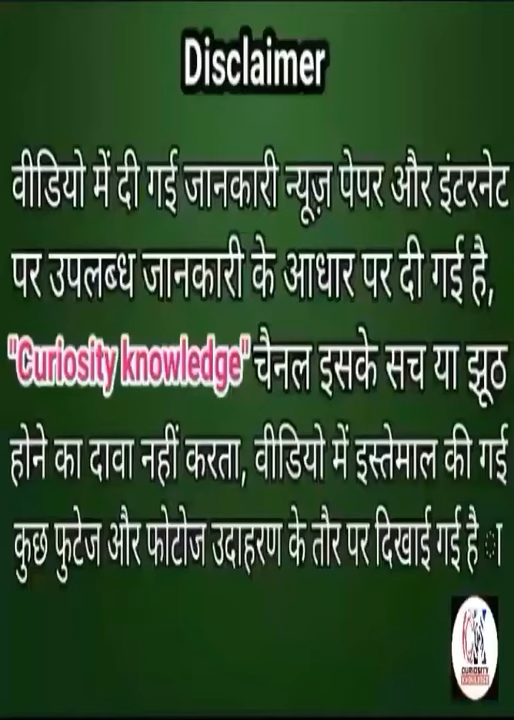 Disclaimer
वीडियो में दी गई जानकारी न्यूज़ पेपर और इंटरनेट
पर उपलब्ध जानकारी के आधार पर दी गई है,
"Curiosity knowledge" चैनल इसके सच या झूठ
होने का दावा नहीं करता, वीडियो में इस्तेमाल की गई
कुछ फुटेज और फोटोज उदाहरण के तौर पर दिखाई गई है ा
CURIOSITY